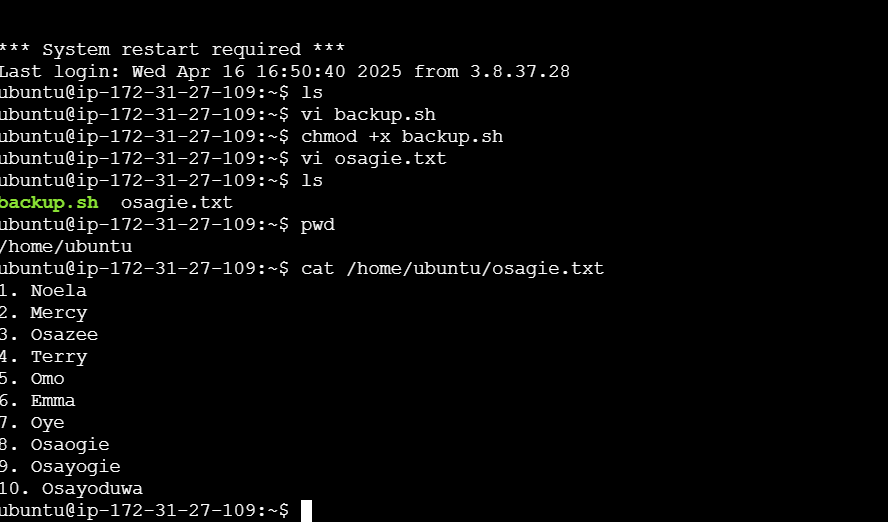 *** System restart required ***
Last login: Wed Apr 16 16:50:40 2025 from 3.8.37.28
ubuntu@ip-172-31-27-109:~$ ls
ubuntu@ip-172-31-27-109:~$ vi backup.sh
ubuntu@ip-172-31-27-109:~$ chmod +x backup.sh
ubuntu@ip-172-31-27-109:~$ vi osagie.txt
ubuntu@ip-172-31-27-109:~$ ls
backup.sh  osagie.txt
ubuntu@ip-172-31-27-109:~$ pwd
/home/ubuntu
ubuntu@ip-172-31-27-109:~$ cat /home/ubuntu/osagie.txt
1. Noela
2. Mercy
3. Osazee
4. Terry
5. Omo
6. Emma
7. Oye
8. Osaogie
9. Osayogie
10. Osayoduwa
ubuntu@ip-172-31-27-109:~$